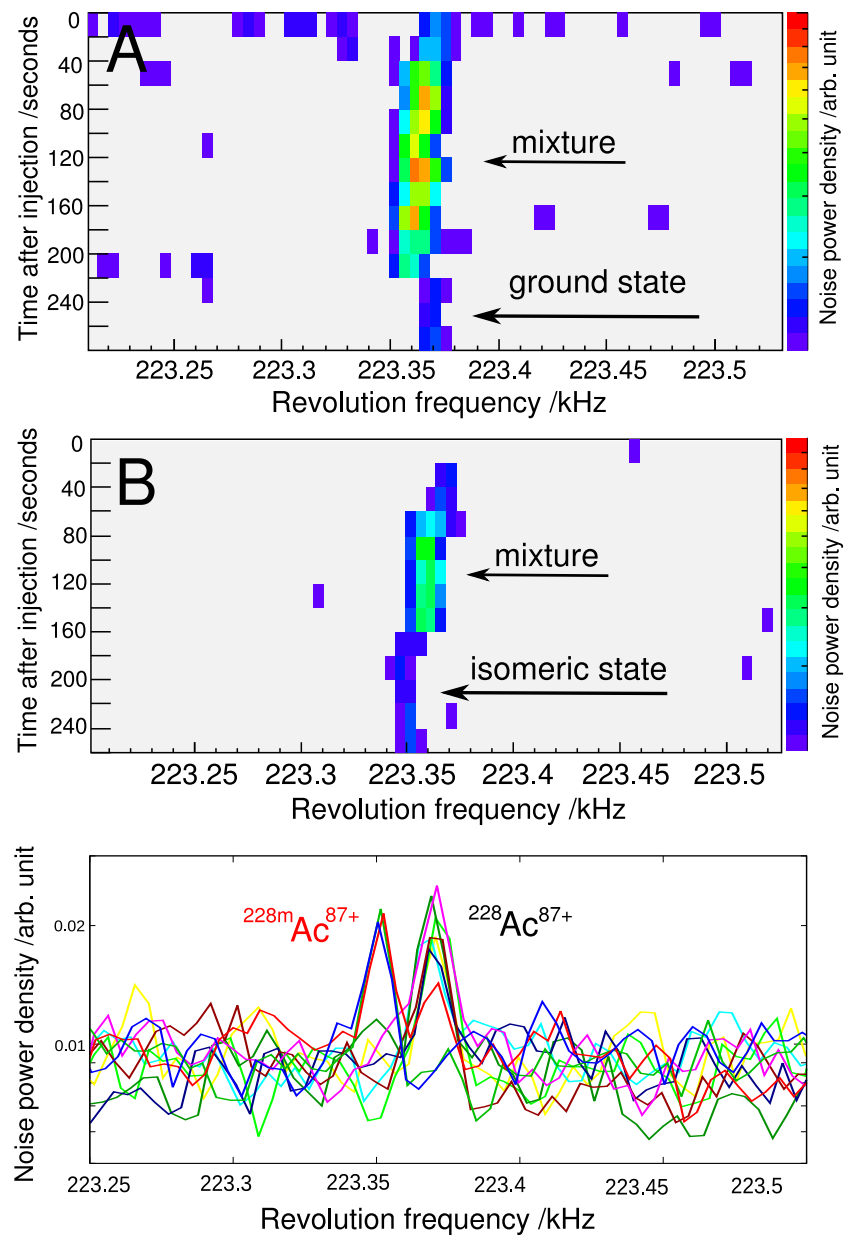 A
Time after injection /seconds
0
40
80
120
160
200
240
mixture
ground state
223.25
223.3
223.35
223.4
223.45
223.5
Revolution frequency /kHz
Noise power density /arb. unit
B
Time after injection /seconds
0
40
80
120
160
200
240
mixture
isomeric state
223.25
223.3
223.35
223.4
223.45
223.5
Revolution frequency /kHz
Noise power density /arb. unit
Noise power density /arb. unit
0.02
0.01
228mAc87+
228Ac87+
223.25
223.3
223.35
223.4
223.45
223.5
Revolution frequency /kHz